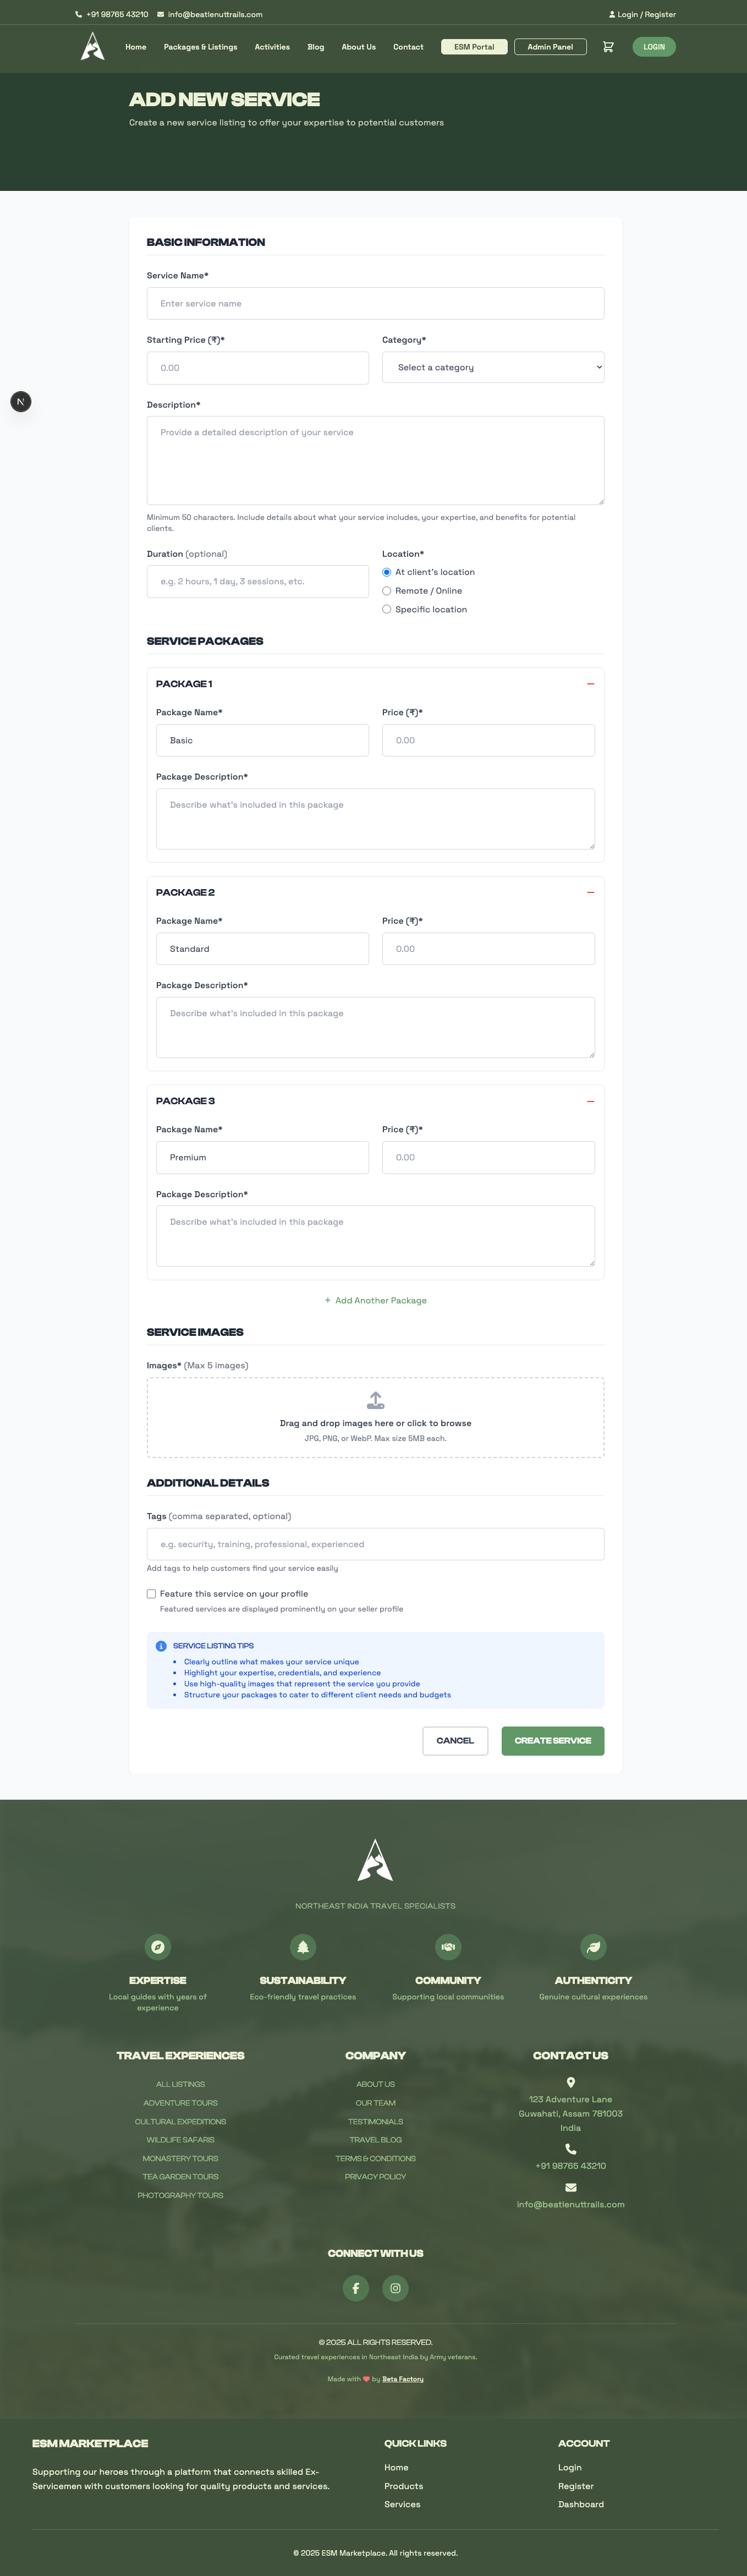 +91 98765 43210 info@beatlenuttrails.com Login / Register
Home Packages & Listings Activities Blog About Us Contact ESM Portal Admin Panel LOGIN
ADD NEW SERVICE
Create a new service listing to offer your expertise to potential customers
BASIC INFORMATION
Service Name*
Enter service name
Starting Price (₹)* Category*
0.00 Select a category
Description*
Provide a detailed description of your service
Minimum 50 characters. Include details about what your service includes, your expertise, and benefits for potential
clients.
Duration (optional) Location*
e.g. 2 hours, 1 day, 3 sessions, etc.
At client's location
Remote / Online
Specific location
SERVICE PACKAGES
PACKAGE 1
Package Name* Price (₹)*
Basic 0.00
Package Description*
Describe what's included in this package
PACKAGE 2
Package Name* Price (₹)*
Standard 0.00
Package Description*
Describe what's included in this package
PACKAGE 3
Package Name* Price (₹)*
Premium 0.00
Package Description*
Describe what's included in this package
+ Add Another Package
SERVICE IMAGES
Images* (Max 5 images)
Drag and drop images here or click to browse
JPG, PNG, or WebP. Max size 5MB each.
ADDITIONAL DETAILS
Tags (comma separated, optional)
e.g. security, training, professional, experienced
Add tags to help customers find your service easily
Feature this service on your profile
Featured services are displayed prominently on your seller profile
SERVICE LISTING TIPS
• Clearly outline what makes your service unique
• Highlight your expertise, credentials, and experience
• Use high-quality images that represent the service you provide
• Structure your packages to cater to different client needs and budgets
CANCEL CREATE SERVICE
NORTHEAST INDIA TRAVEL SPECIALISTS
EXPERTISE
Local guides with years of
experience
SUSTAINABILITY
Eco-friendly travel practices
COMMUNITY
Supporting local communities
AUTHENTICITY
Genuine cultural experiences
TRAVEL EXPERIENCES
ALL LISTINGS
ADVENTURE TOURS
CULTURAL EXPEDITIONS
WILDLIFE SAFARIS
MONASTERY TOURS
TEA GARDEN TOURS
PHOTOGRAPHY TOURS
COMPANY
ABOUT US
OUR TEAM
TESTIMONIALS
TRAVEL BLOG
TERMS & CONDITIONS
PRIVACY POLICY
CONTACT US
123 Adventure Lane
Guwahati, Assam 781003
India
+91 98765 43210
info@beatlenuttrails.com
CONNECT WITH US
© 2025 ALL RIGHTS RESERVED.
Curated travel experiences in Northeast India by Army veterans.
Made with ❤ by Beta Factory
ESM MARKETPLACE
Supporting our heroes through a platform that connects skilled Ex-
Servicemen with customers looking for quality products and services.
QUICK LINKS
Home
Products
Services
ACCOUNT
Login
Register
Dashboard
© 2025 ESM Marketplace. All rights reserved.